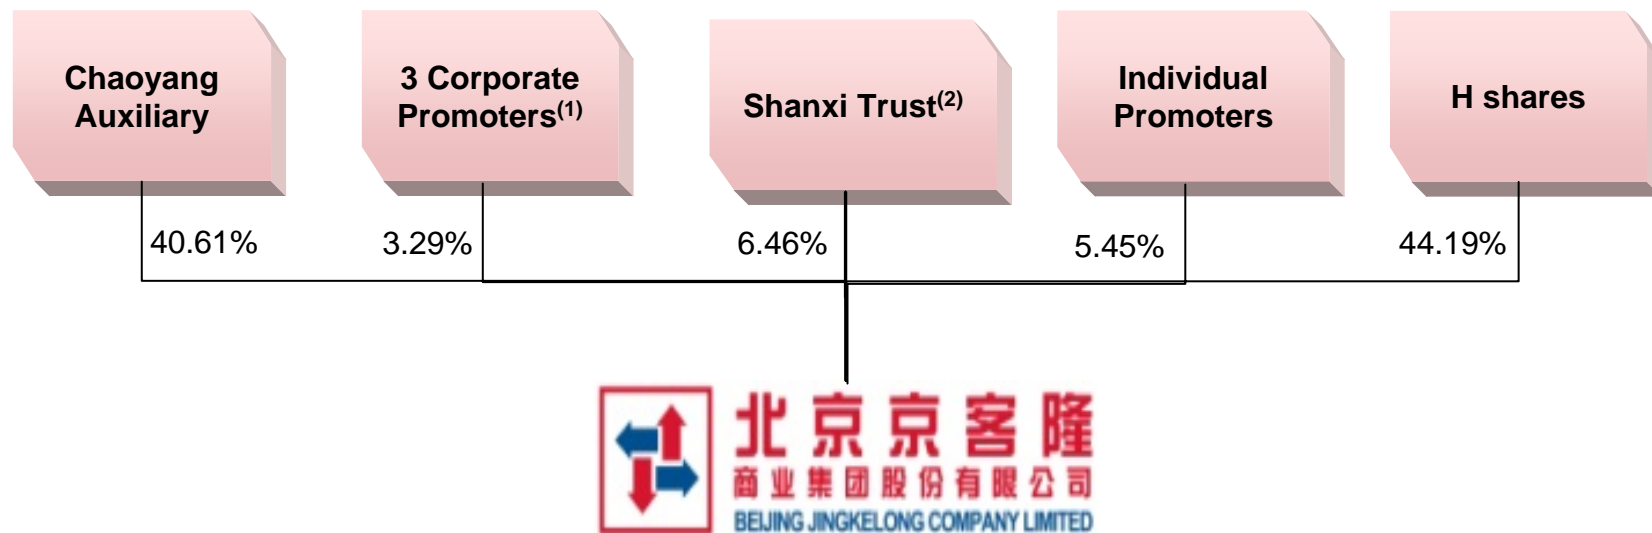 Chaoyang
Auxiliary
3 Corporate
Promoters(1)
Shanxi Trust(2)
Individual
Promoters
H shares
40.61%
3.29%
6.46%
5.45%
44.19%
北京京客隆
商业集团股份有限公司
BEIJING JINGKELONG COMPANY LIMITED